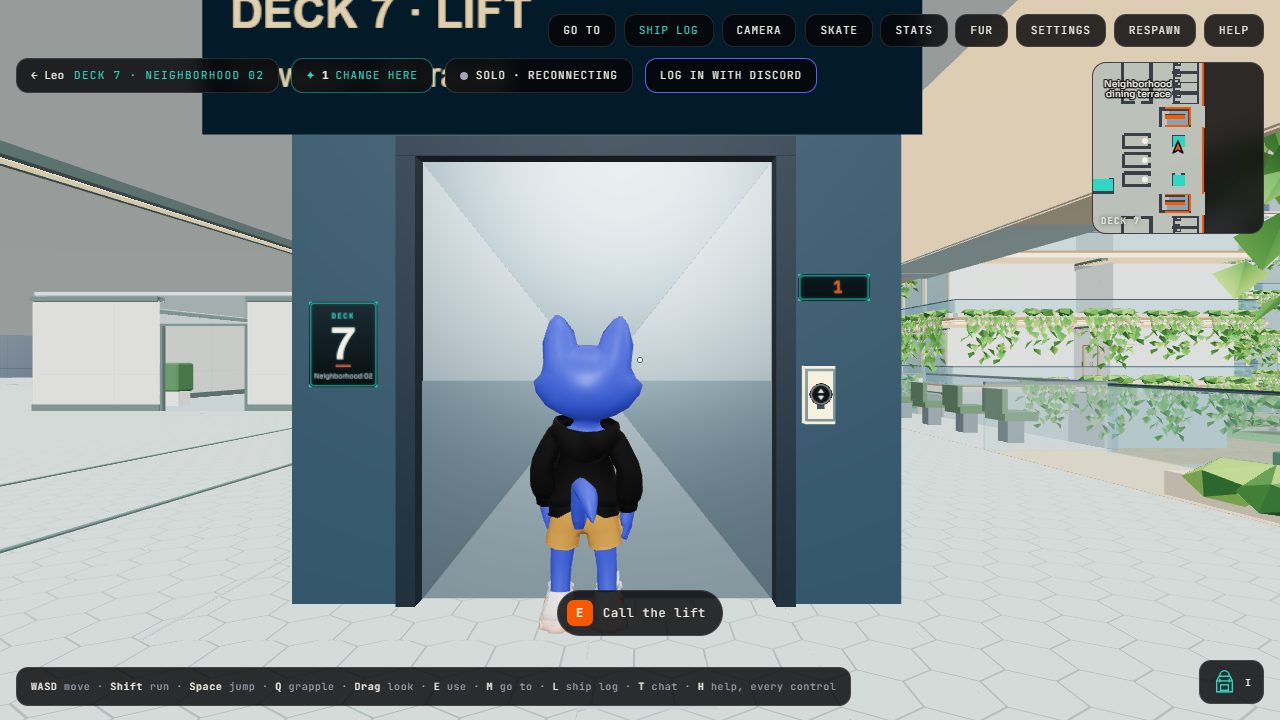 DECK 7 · LIFT
GO TO
SHIP LOG
CAMERA
SKATE
STATS
FUR
SETTINGS
RESPAWN
HELP
← Leo DECK 7 · NEIGHBORHOOD 02
✦ 1 CHANGE HERE
SOLO · RECONNECTING
LOG IN WITH DISCORD
Neighborhood
dining terrace
DECK 7
1
DECK
7
Neighborhood 02
E Call the lift
WASD move · Shift run · Space jump · Q grapple · Drag look · E use · M go to · L ship log · T chat · H help, every control
I